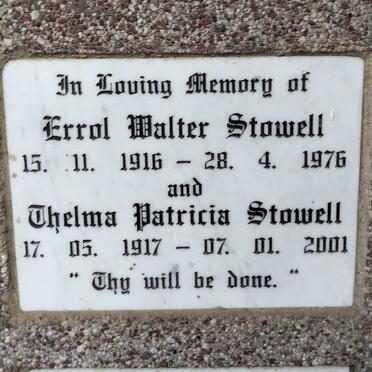 In Loving Memory of
Errol Walter Stowell
15. 11. 1916 – 28. 4. 1976
and
Thelma Patricia Stowell
17. 05. 1917 – 07. 01. 2001
" Thy will be done. "